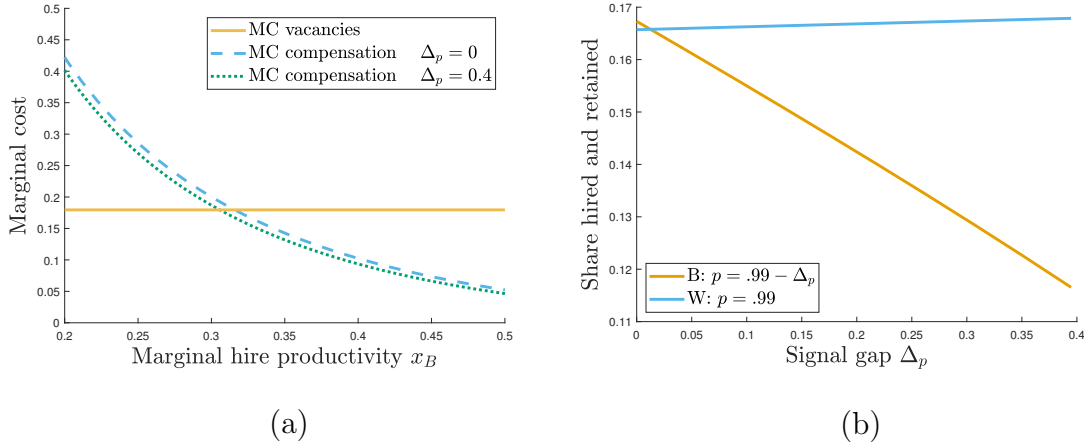 0.5
0.45
0.4
0.35
0.3
0.25
0.2
0.15
0.1
0.05
0
Marginal cost
MC vacancies
MC compensation Δp = 0
MC compensation Δp = 0.4
0.2 0.25 0.3 0.35 0.4 0.45 0.5
Marginal hire productivity xB
(a)
0.17
0.16
0.15
0.14
0.13
0.12
0.11
Share hired and retained
B: p = .99 − Δp
W: p = .99
0 0.05 0.1 0.15 0.2 0.25 0.3 0.35 0.4
Signal gap Δp
(b)